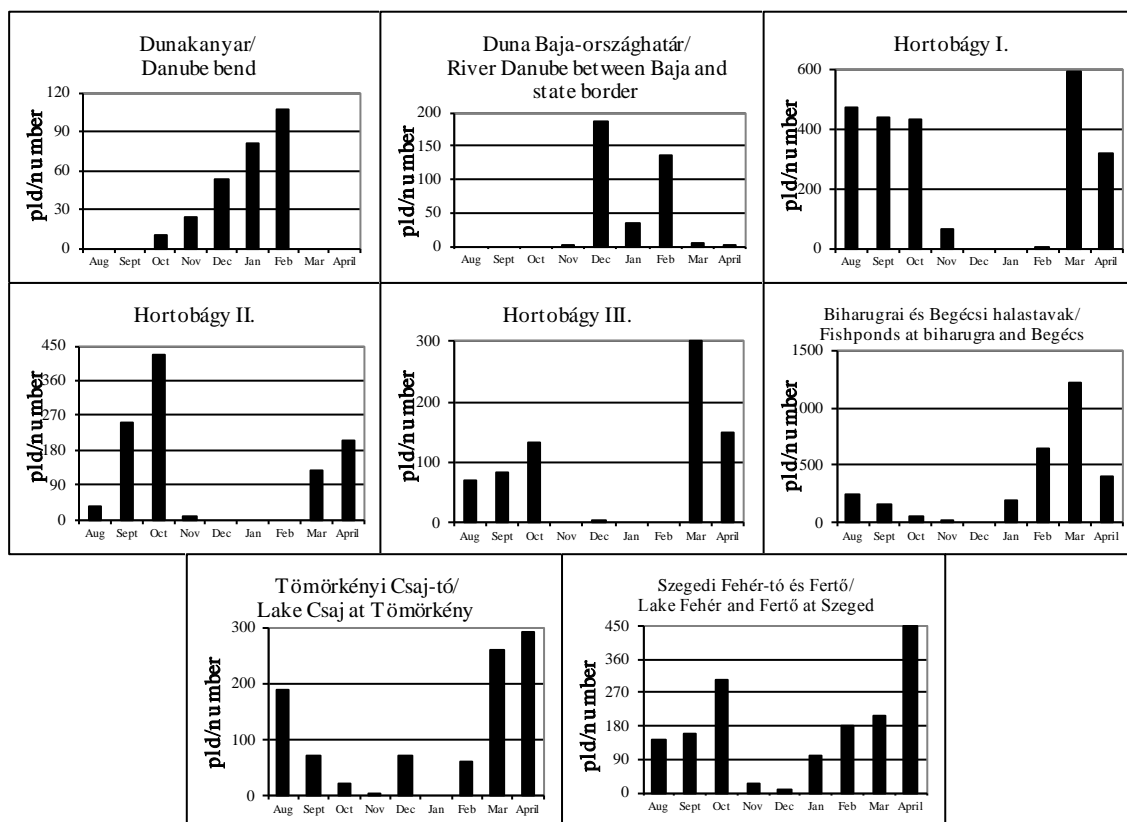 Dunakanyar/
Danube bend
pld/number
120
90
60
30
0
Aug Sept Oct Nov Dec Jan Feb Mar April
Duna Baja-országhatár/
River Danube between Baja and
state border
pld/number
200
150
100
50
0
Aug Sept Oct Nov Dec Jan Feb Mar April
Hortobágy I.
pld/number
600
400
200
0
Aug Sept Oct Nov Dec Jan Feb Mar April
Hortobágy II.
pld/number
450
360
270
180
90
0
Aug Sept Oct Nov Dec Jan Feb Mar April
Hortobágy III.
pld/number
300
200
100
0
Aug Sept Oct Nov Dec Jan Feb Mar April
Biharugrai és Begécsi halastavak/
Fishponds at biharugra and Begécs
pld/number
1500
1000
500
0
Aug Sept Oct Nov Dec Jan Feb Mar April
Tömörkényi Csaj-tó/
Lake Csaj at Tömörkény
pld/number
300
200
100
0
Aug Sept Oct Nov Dec Jan Feb Mar April
Szegedi Fehér-tó és Fertő/
Lake Fehér and Fertő at Szeged
pld/number
450
360
270
180
90
0
Aug Sept Oct Nov Dec Jan Feb Mar April